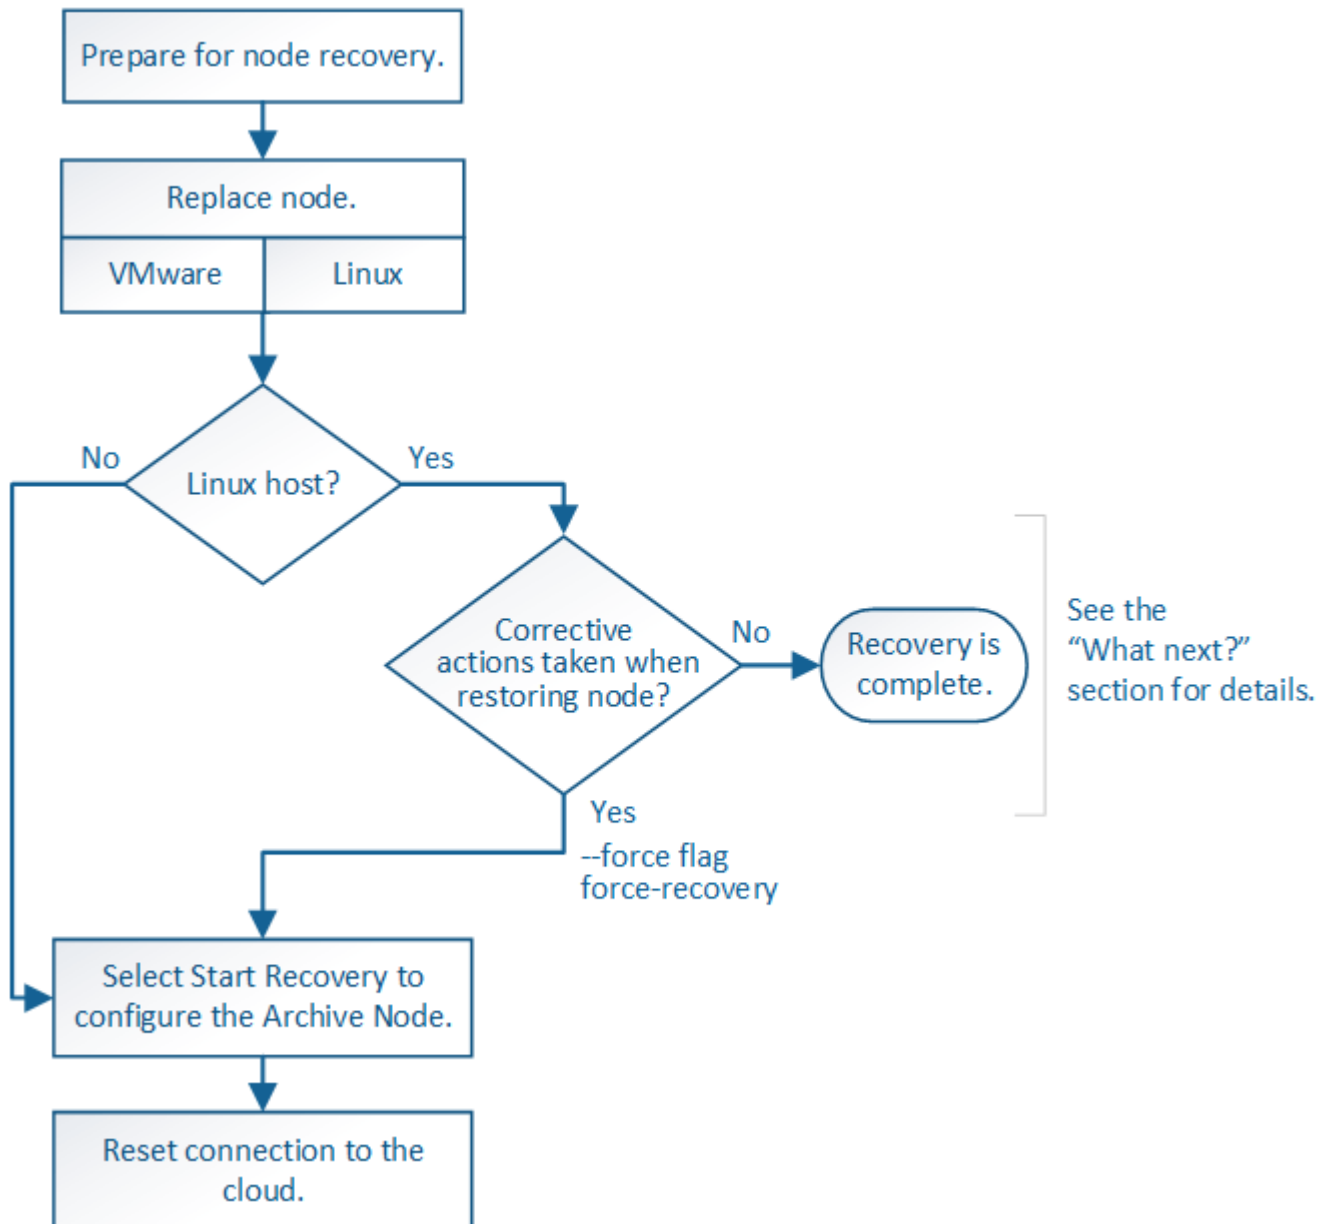 Prepare for node recovery.
Replace node.
VMware
Linux
Linux host?
No
Yes
Corrective
actions taken when
restoring node?
No
Recovery is
complete.
See the
“What next?”
section for details.
Yes
--force flag
force-recovery
Select Start Recovery to
configure the Archive Node.
Reset connection to the
cloud.